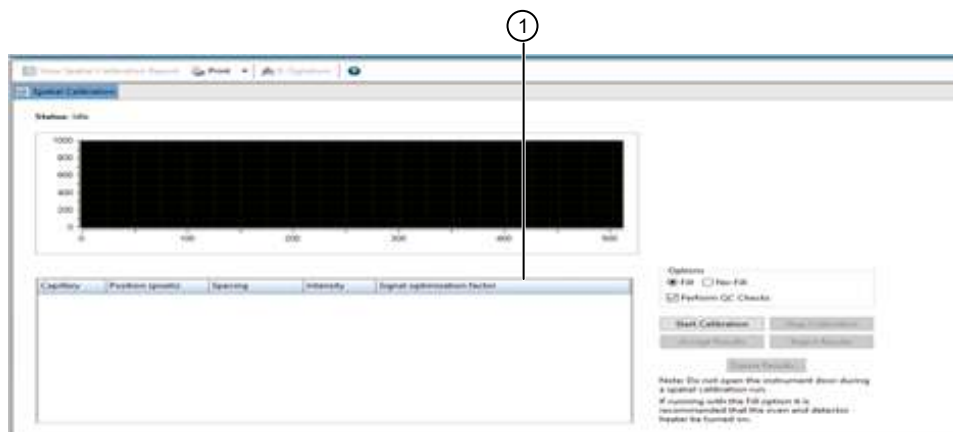 1
View Spatial Calibration Report Print E-Signature
Spatial Calibration
Status: Idle
1000
800
600
400
200
0
0 100 200 300 400 500
Capillary Position (pixels) Spacing Intensity Signal optimization factor
Options
Fill No Fill
Perform QC Checks
Start Calibration Stop Calibration
Accept Results Reject Results
Results...
Note: Do not open the instrument door during
a spatial calibration run.
If running with the Fill option it is
recommended that the oven and detector
heater be turned on.